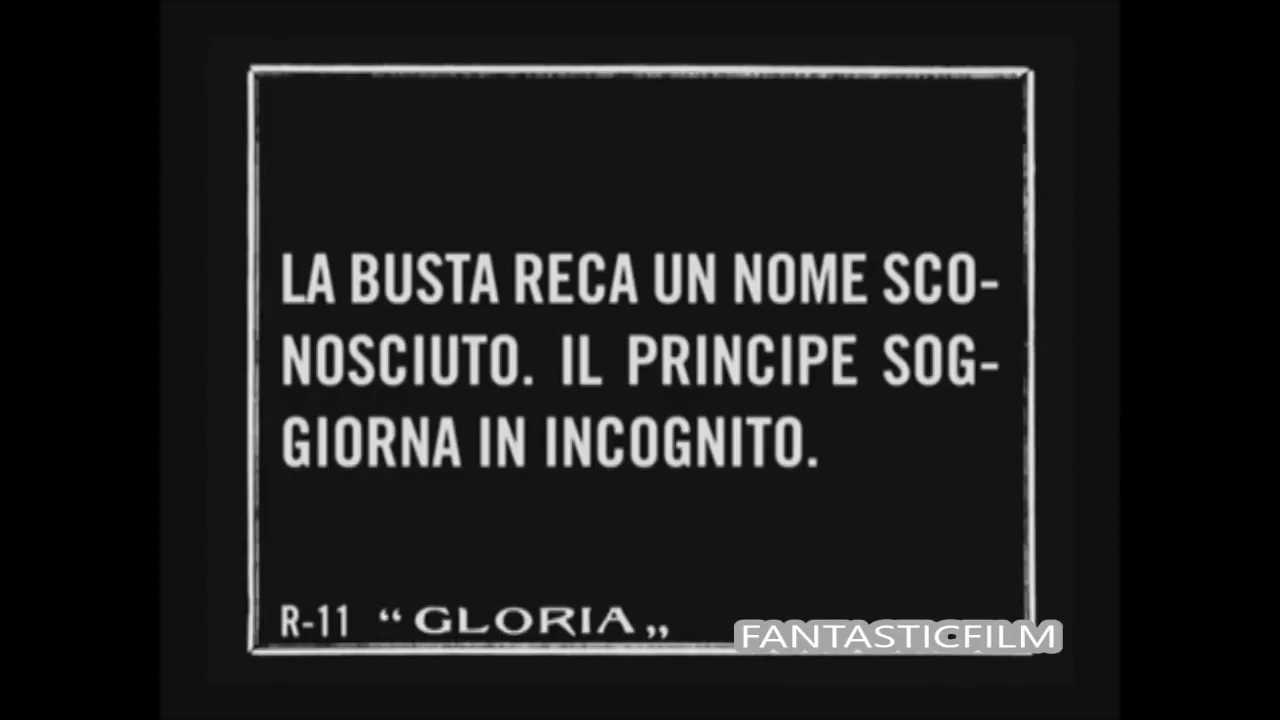 LA BUSTA RECA UN NOME SCO-
NOSCIUTO. IL PRINCIPE SOG-
GIORNA IN INCOGNITO.
R-11 “GLORIA„
FANTASTICFILM